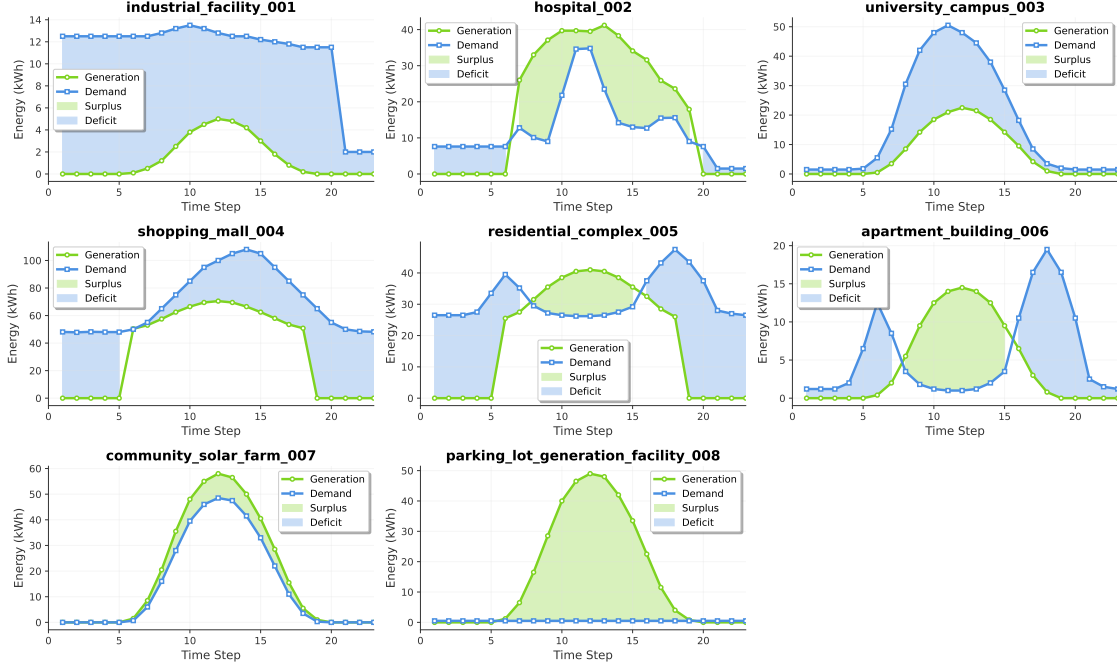 industrial_facility_001
Energy (kWh)
14
12
10
8
6
4
2
0
Generation
Demand
Surplus
Deficit
0 5 10 15 20
Time Step
hospital_002
Energy (kWh)
40
30
20
10
0
Generation
Demand
Surplus
Deficit
0 5 10 15 20
Time Step
university_campus_003
Energy (kWh)
50
40
30
20
10
0
Generation
Demand
Surplus
Deficit
0 5 10 15 20
Time Step
shopping_mall_004
Energy (kWh)
100
80
60
40
20
0
Generation
Demand
Surplus
Deficit
0 5 10 15 20
Time Step
residential_complex_005
Energy (kWh)
40
30
20
10
0
Generation
Demand
Surplus
Deficit
0 5 10 15 20
Time Step
apartment_building_006
Energy (kWh)
20
15
10
5
0
Generation
Demand
Surplus
Deficit
0 5 10 15 20
Time Step
community_solar_farm_007
Energy (kWh)
60
50
40
30
20
10
0
Generation
Demand
Surplus
Deficit
0 5 10 15 20
Time Step
parking_lot_generation_facility_008
Energy (kWh)
50
40
30
20
10
0
Generation
Demand
Surplus
Deficit
0 5 10 15 20
Time Step